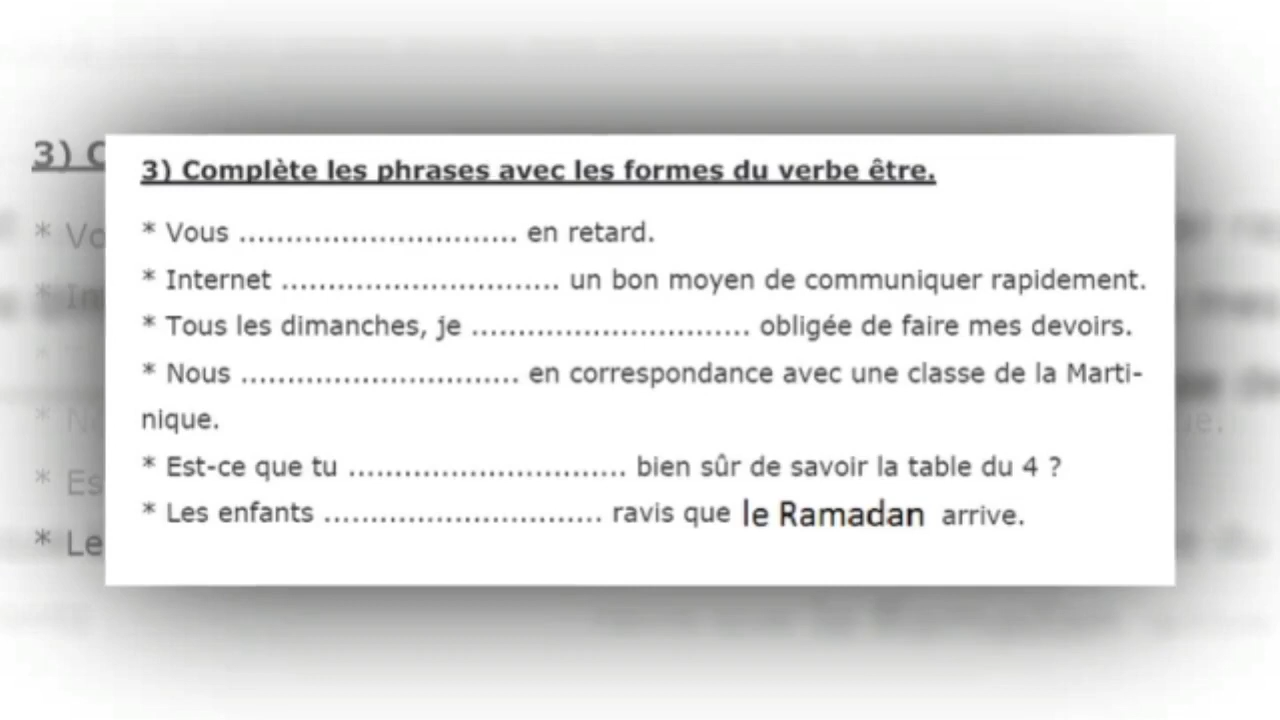 3) Complète les phrases avec les formes du verbe être.
* Vous .............................. en retard.
* Internet .............................. un bon moyen de communiquer rapidement.
* Tous les dimanches, je .............................. obligée de faire mes devoirs.
* Nous .............................. en correspondance avec une classe de la Marti-
nique.
* Est-ce que tu .............................. bien sûr de savoir la table du 4 ?
* Les enfants .............................. ravis que le Ramadan arrive.